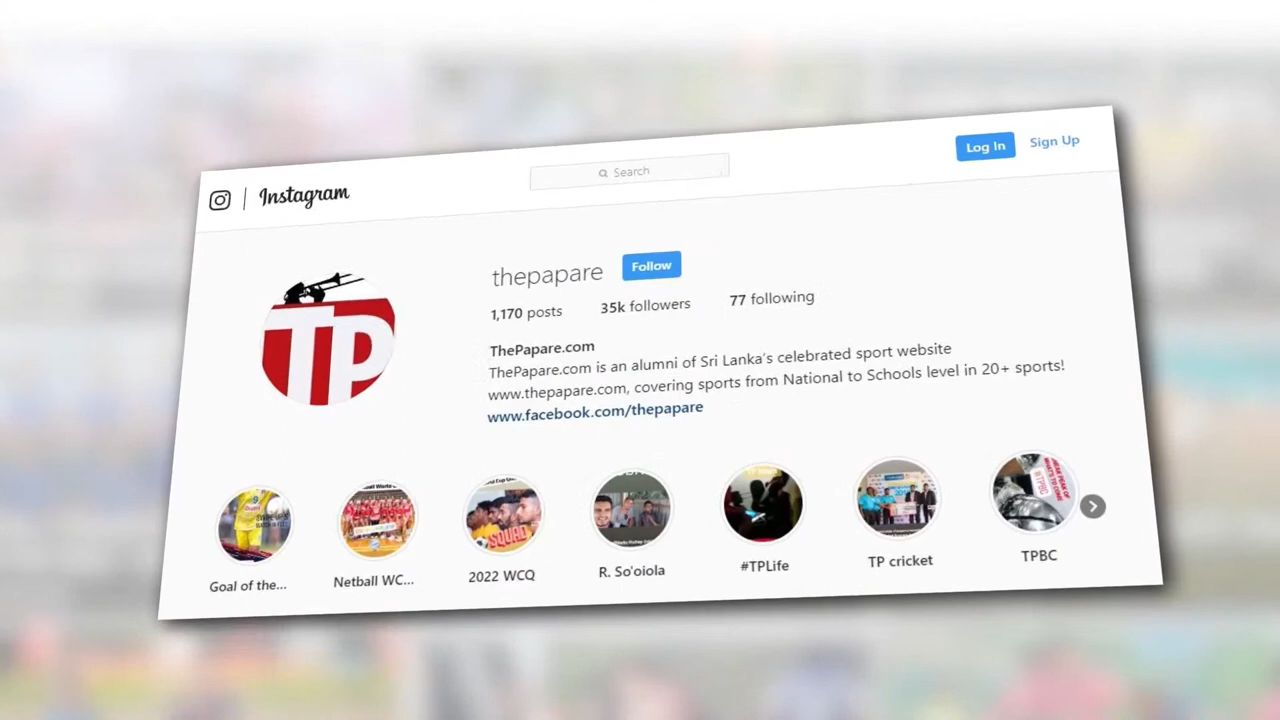 Instagram
Search
Log In
Sign Up
TP
thepapare
Follow
1,170 posts
35k followers
77 following
ThePapare.com
ThePapare.com is an alumni of Sri Lanka's celebrated sport website
www.thepapare.com, covering sports from National to Schools level in 20+ sports!
www.facebook.com/thepapare
SQUAD
#TPBC
Goal of the...
Netball WC...
2022 WCQ
R. So'oiola
#TPLife
TP cricket
TPBC